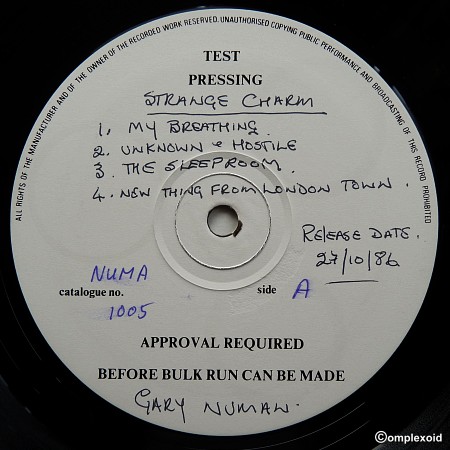 ALL RIGHTS OF THE MANUFACTURER AND OF THE OWNER OF THE RECORDED WORK RESERVED. UNAUTHORISED COPYING PUBLIC PERFORMANCE AND BROADCASTING OF THIS RECORD PROHIBITED
TEST
PRESSING
STRANGE CHARM
1. MY BREATHING.
2. UNKNOWN & HOSTILE
3. THE SLEEPROOM.
4. NEW THING FROM LONDON TOWN.
RELEASE DATE.
27/10/86
NUMA
catalogue no.
1005
side A
APPROVAL REQUIRED
BEFORE BULK RUN CAN BE MADE
GARY NUMAN.
©omplexoid